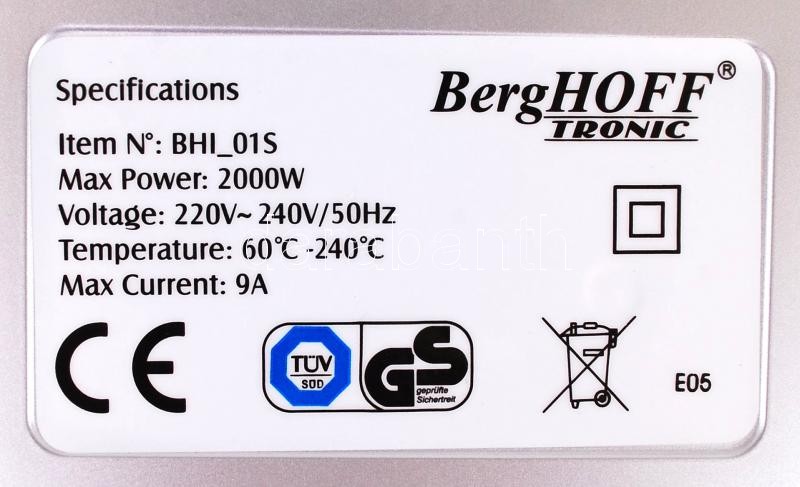 Specifications
BergHOFF®
TRONIC
Item N°: BHI_01S
Max Power: 2000W
Voltage: 220V~240V/50Hz
Temperature: 60°C -240°C
Max Current: 9A
darabanth
CE
TÜV
SÜD
GS
geprüfte
Sicherheit
E05